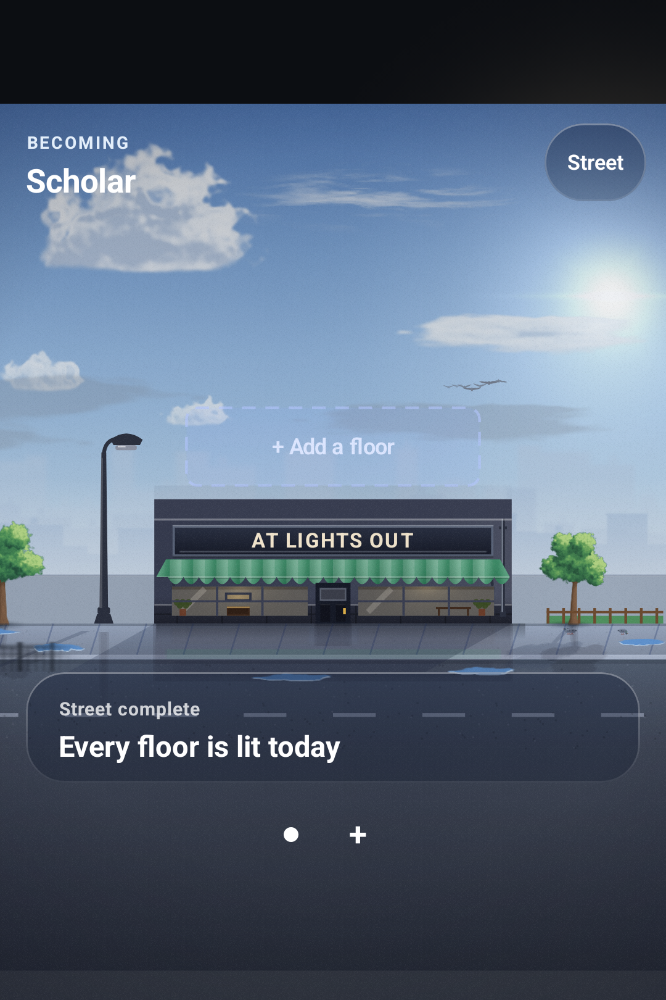 BECOMING
Scholar
Street
+ Add a floor
AT LIGHTS OUT
Street complete
Every floor is lit today
+